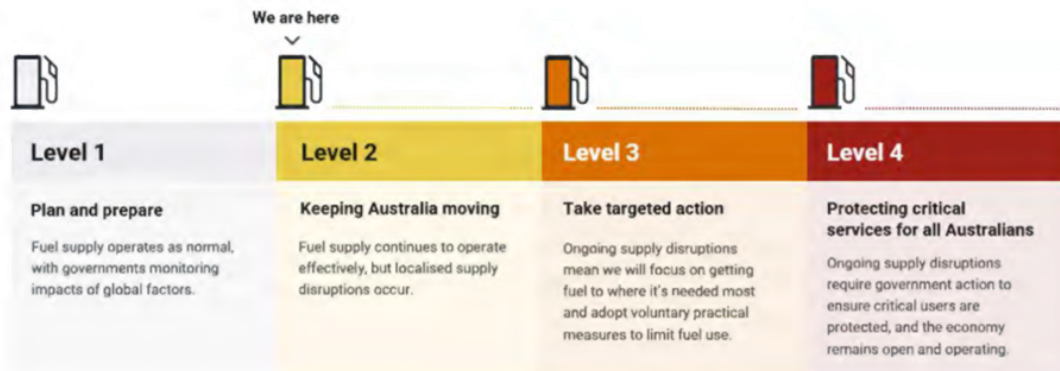 We are here
Level 1
Plan and prepare
Fuel supply operates as normal,
with governments monitoring
impacts of global factors.
Level 2
Keeping Australia moving
Fuel supply continues to operate
effectively, but localised supply
disruptions occur.
Level 3
Take targeted action
Ongoing supply disruptions
mean we will focus on getting
fuel to where it's needed most
and adopt voluntary practical
measures to limit fuel use.
Level 4
Protecting critical
services for all Australians
Ongoing supply disruptions
require government action to
ensure critical users are
protected, and the economy
remains open and operating.